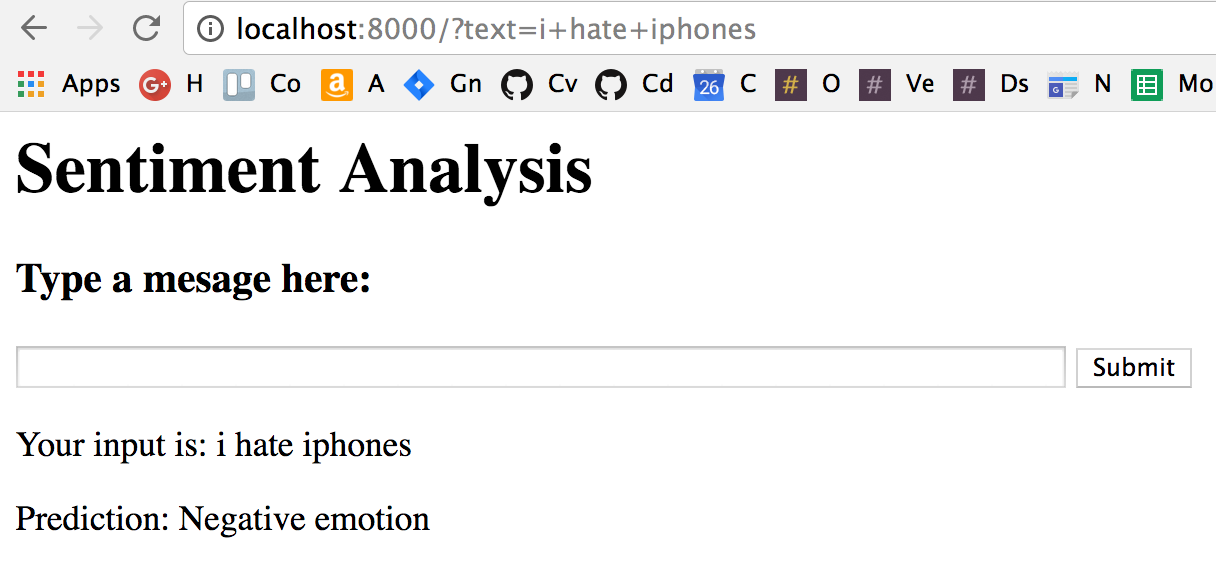 localhost:8000/?text=i+hate+iphones
Apps G+ H Co a A Gn Cv Cd 26 C # O # Ve # Ds G N Mo
Sentiment Analysis
Type a mesage here:
Submit
Your input is: i hate iphones
Prediction: Negative emotion